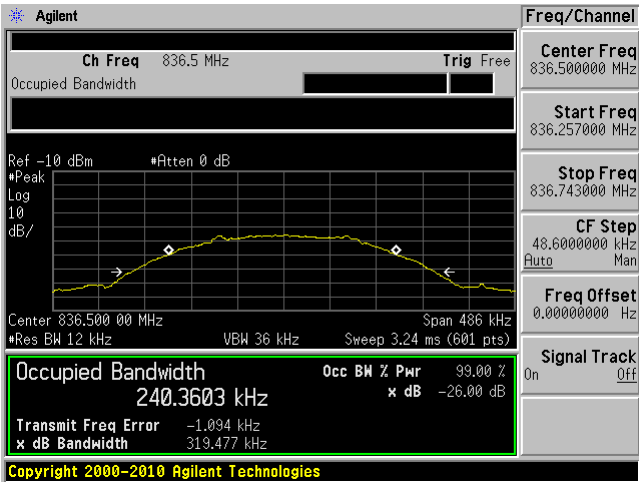 Agilent
Freq/Channel
Ch Freq 836.5 MHz Trig Free
Occupied Bandwidth
Center Freq
836.500000 MHz
Start Freq
836.257000 MHz
Stop Freq
836.743000 MHz
CF Step
48.6000000 kHz
Auto Man
Freq Offset
0.00000000 Hz
Signal Track
On Off
Ref -10 dBm #Atten 0 dB
#Peak
Log
10
dB/
Center 836.500 00 MHz Span 486 kHz
#Res BW 12 kHz VBW 36 kHz Sweep 3.24 ms (601 pts)
Occupied Bandwidth Occ BW % Pwr 99.00 %
240.3603 kHz x dB -26.00 dB
Transmit Freq Error -1.094 kHz
x dB Bandwidth 319.477 kHz
Copyright 2000-2010 Agilent Technologies